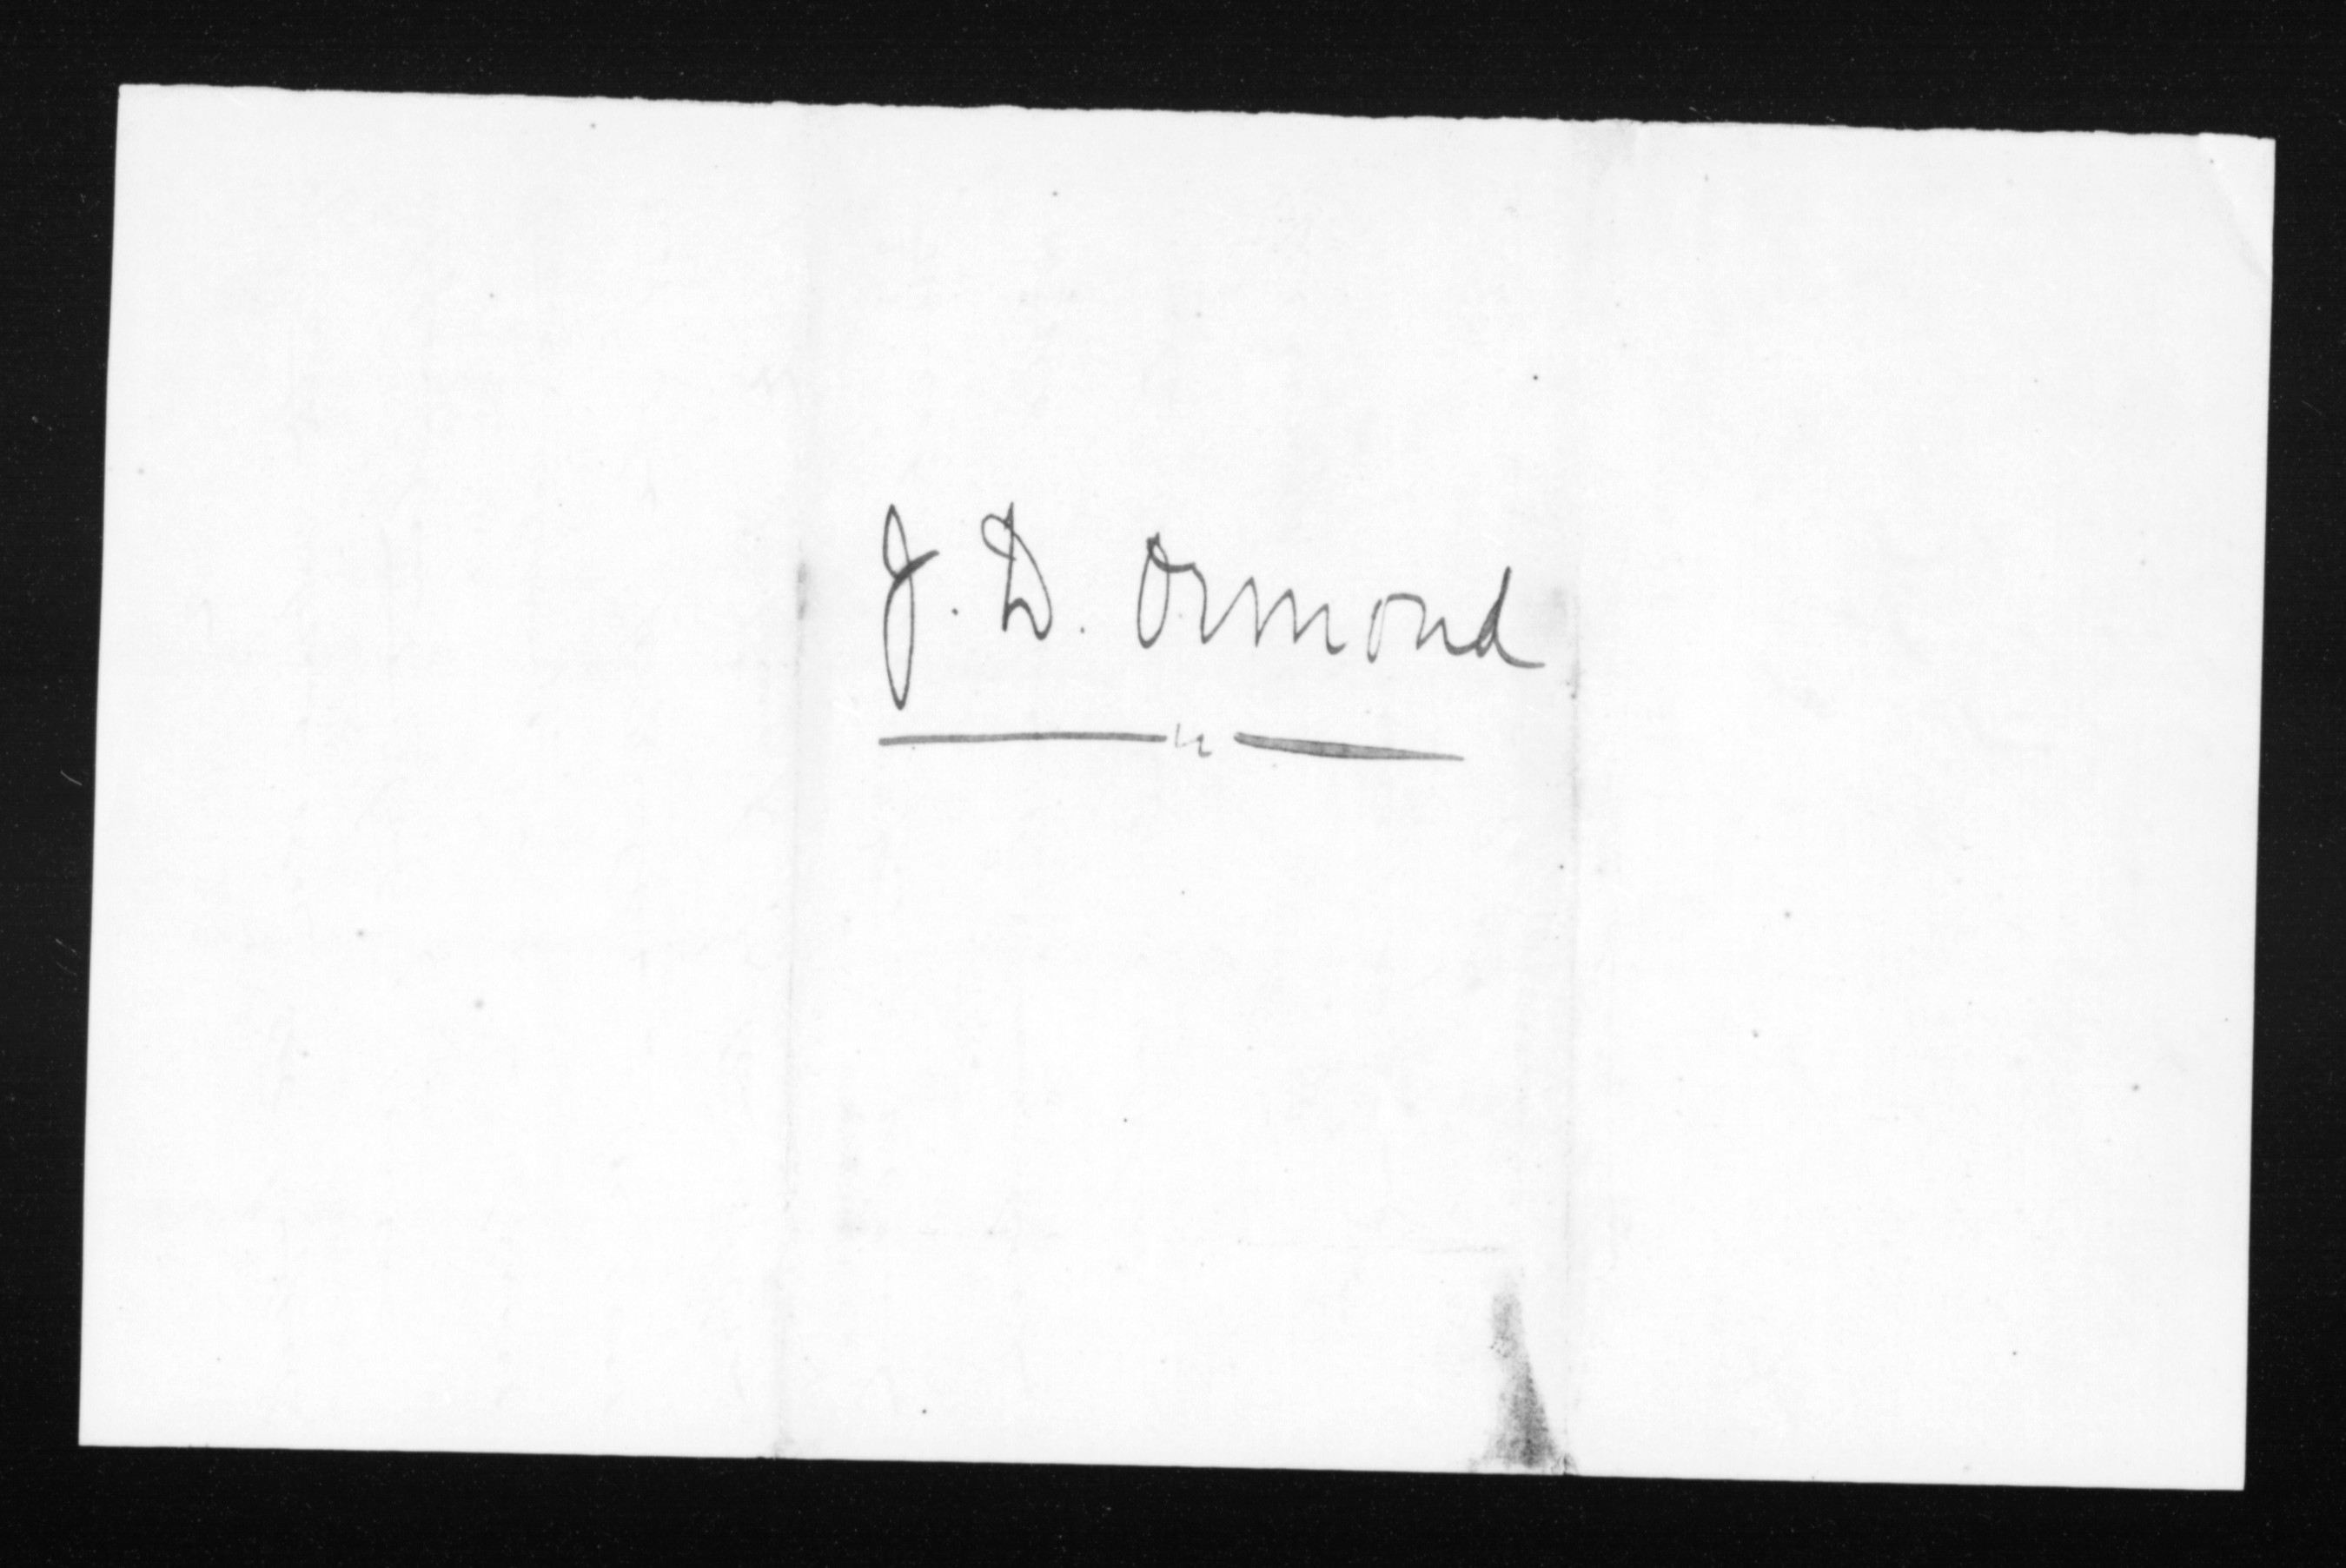 J. D. Ormond